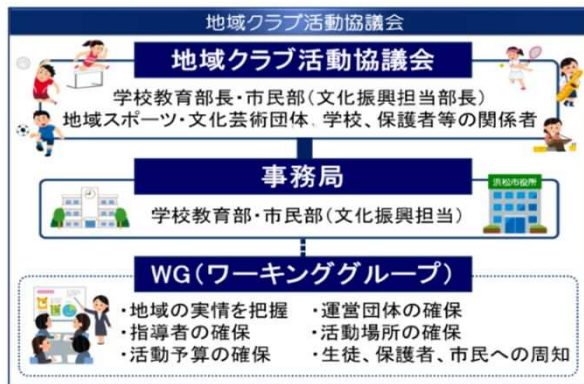 地域クラブ活動協議会
地域クラブ活動協議会
学校教育部長・市民部(文化振興担当部長)
地域スポーツ・文化芸術団体、学校、保護者等の関係者
事務局
浜松市役所
学校教育部・市民部(文化振興担当)
WG(ワーキンググループ)
・地域の実情を把握 ・運営団体の確保
・指導者の確保 ・活動場所の確保
・活動予算の確保 ・生徒、保護者、市民への周知